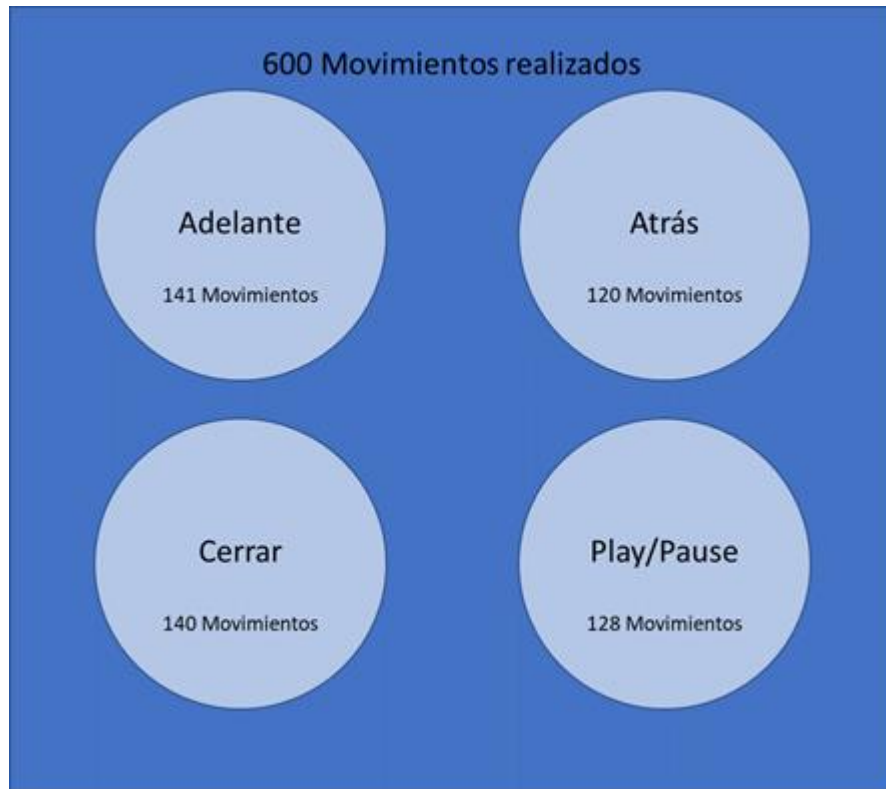 600 Movimientos realizados
Adelante
141 Movimientos
Atrás
120 Movimientos
Cerrar
140 Movimientos
Play/Pause
128 Movimientos